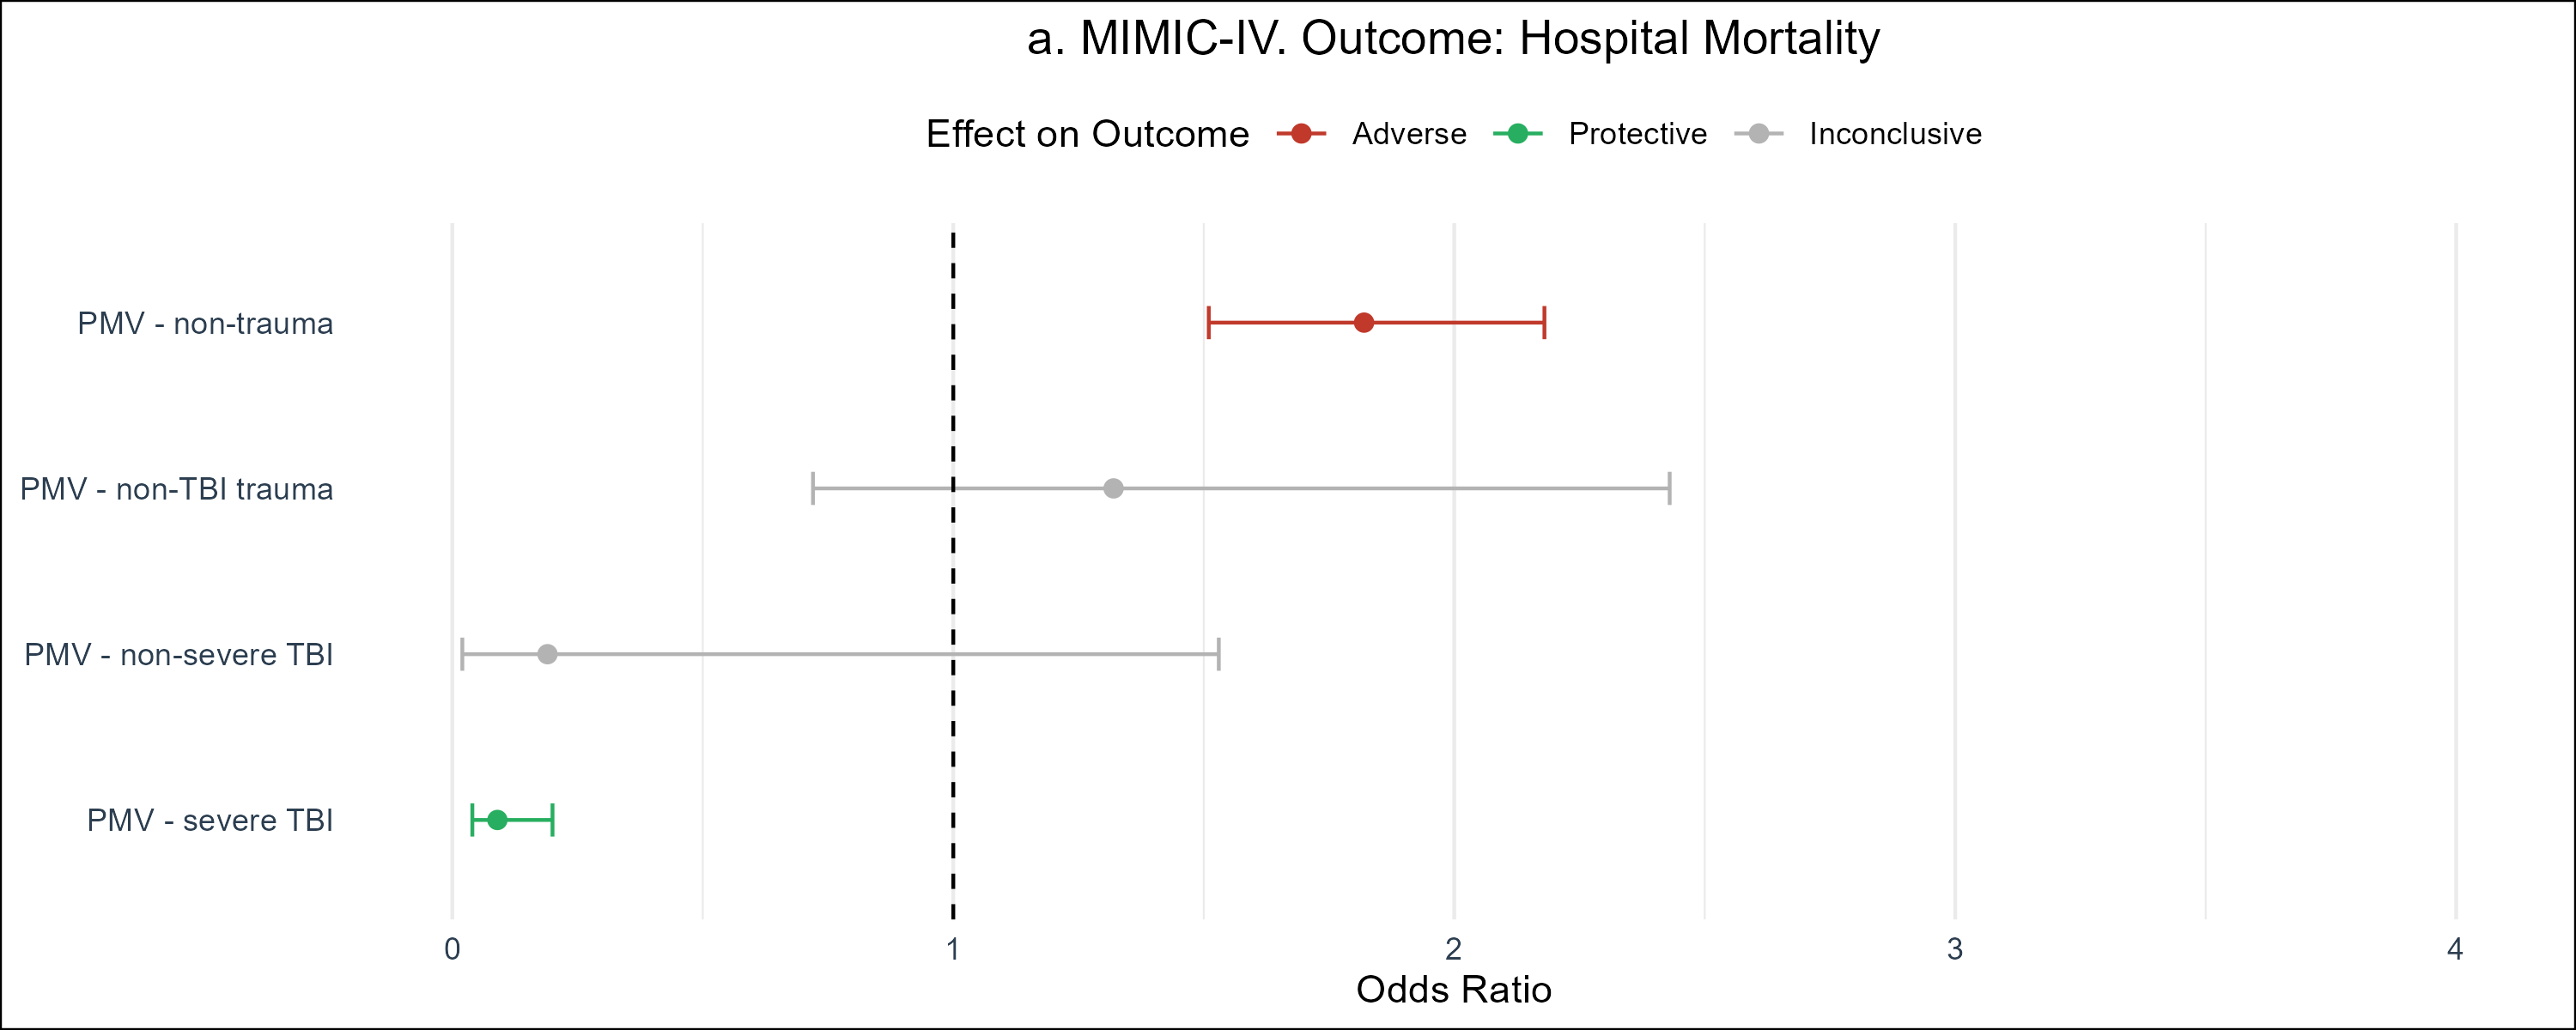 a. MIMIC-IV. Outcome: Hospital Mortality
Effect on Outcome Adverse Protective Inconclusive
PMV - non-trauma
PMV - non-TBI trauma
PMV - non-severe TBI
PMV - severe TBI
0 1 2 3 4
Odds Ratio